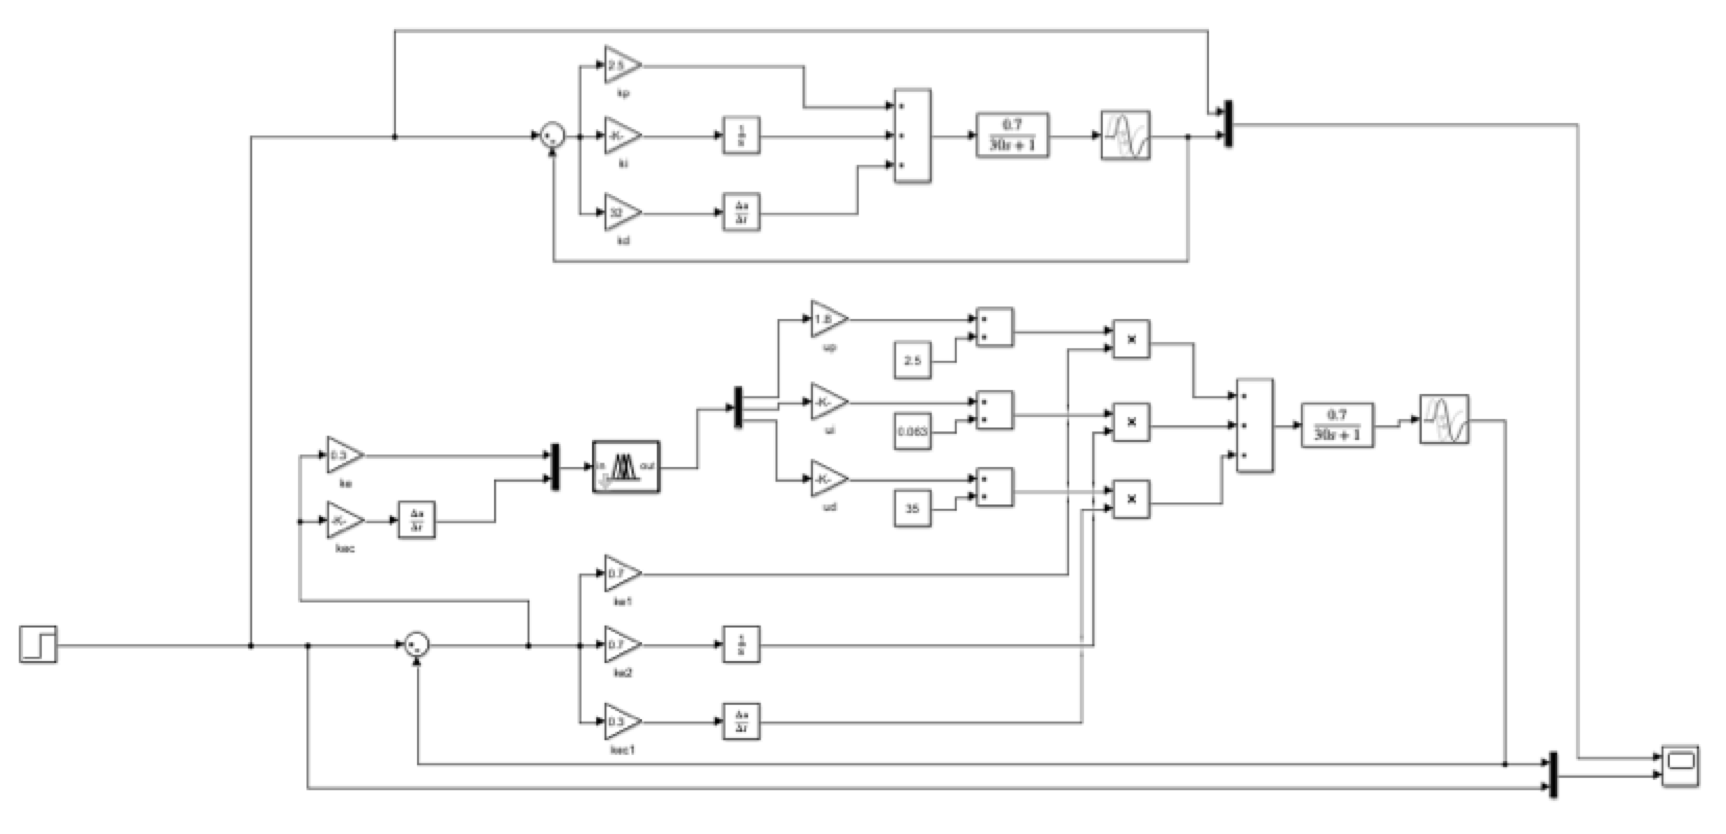 2.5
kp
0.7
30s + 1
-K-
1
s
ki
32
Δu
Δt
kd
1.8
up
2.5
×
-K-
ui
0.063
×
0.7
30s + 1
0.3
ke
in
out
-K-
ud
35
×
-K-
Δu
Δt
kec
0.7
ke1
0.7
1
s
ke2
0.3
Δu
Δt
kec1